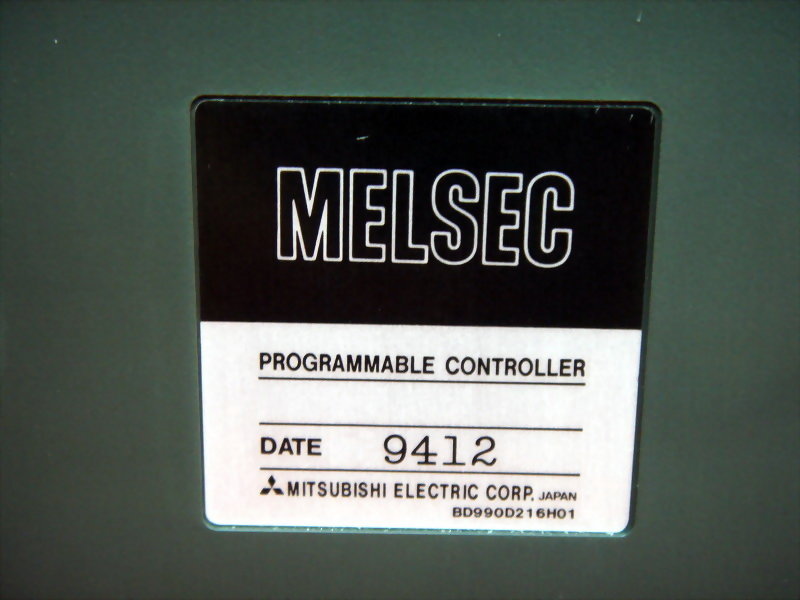 MELSEC
PROGRAMMABLE CONTROLLER
DATE 9412
MITSUBISHI ELECTRIC CORP. JAPAN
BD990D216H01